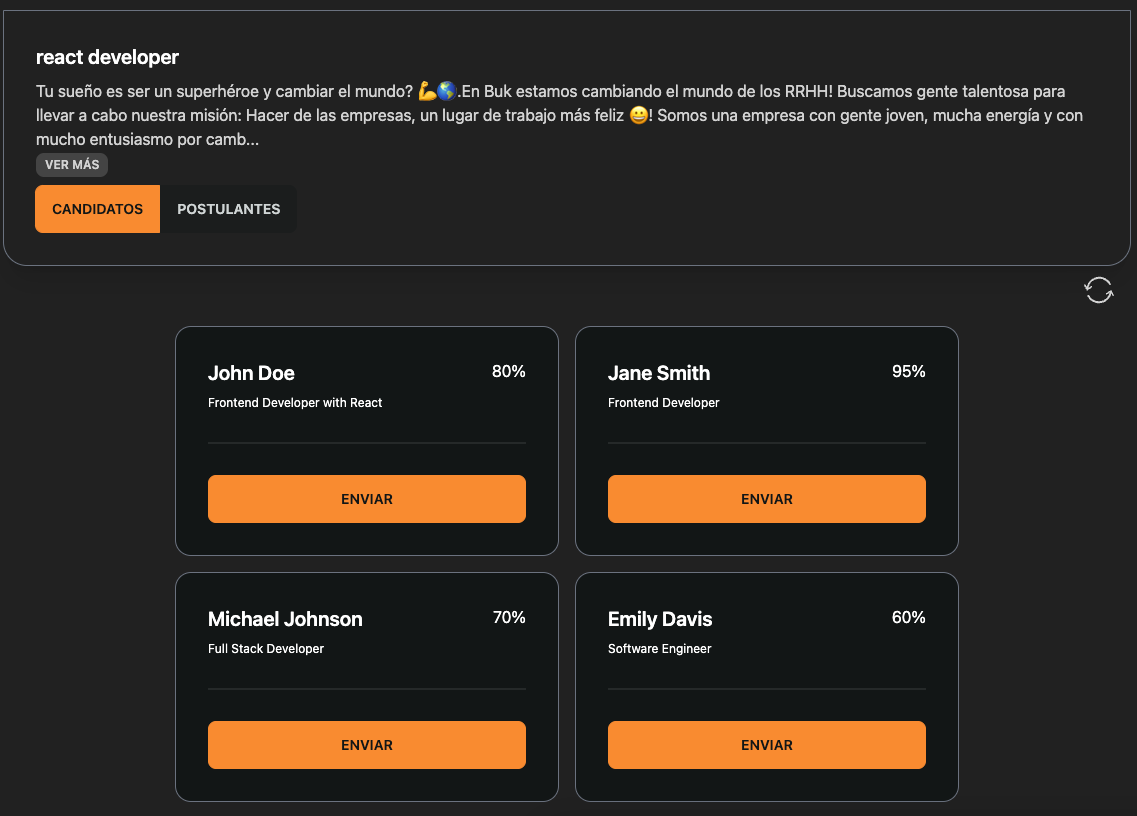 react developer
Tu sueño es ser un superhéroe y cambiar el mundo? 💪🌎.En Buk estamos cambiando el mundo de los RRHH! Buscamos gente talentosa para
llevar a cabo nuestra misión: Hacer de las empresas, un lugar de trabajo más feliz 😀! Somos una empresa con gente joven, mucha energía y con
mucho entusiasmo por camb...
VER MÁS
CANDIDATOS POSTULANTES
John Doe 80%
Frontend Developer with React
ENVIAR
Jane Smith 95%
Frontend Developer
ENVIAR
Michael Johnson 70%
Full Stack Developer
ENVIAR
Emily Davis 60%
Software Engineer
ENVIAR